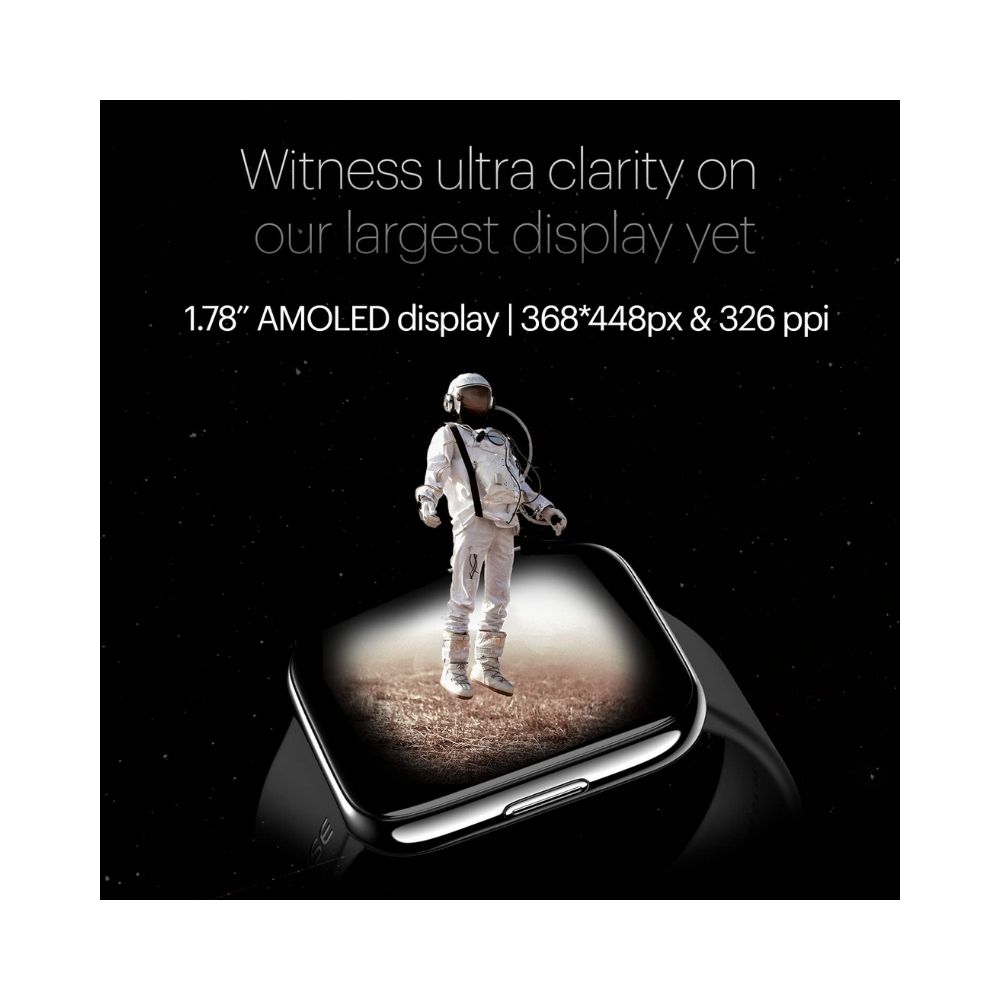 Witness ultra clarity on
our largest display yet
1.78″ AMOLED display | 368*448px & 326 ppi